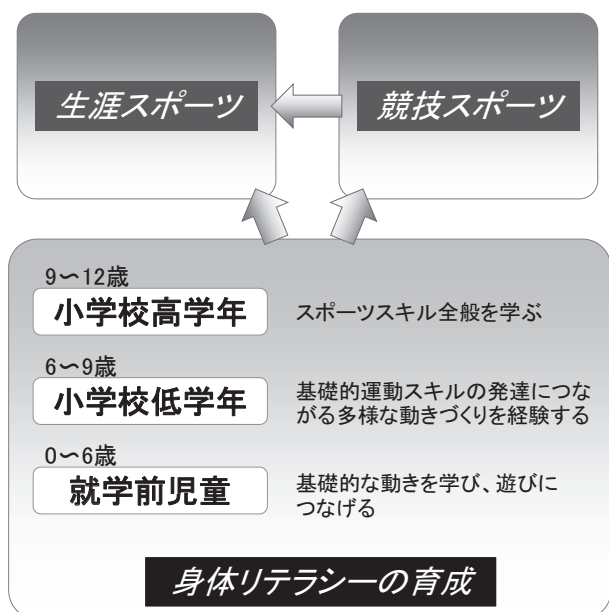 生涯スポーツ
競技スポーツ
9〜12歳
小学校高学年
スポーツスキル全般を学ぶ
6〜9歳
小学校低学年
基礎的運動スキルの発達につな
がる多様な動きづくりを経験する
0〜6歳
就学前児童
基礎的な動きを学び、遊びに
つなげる
身体リテラシーの育成